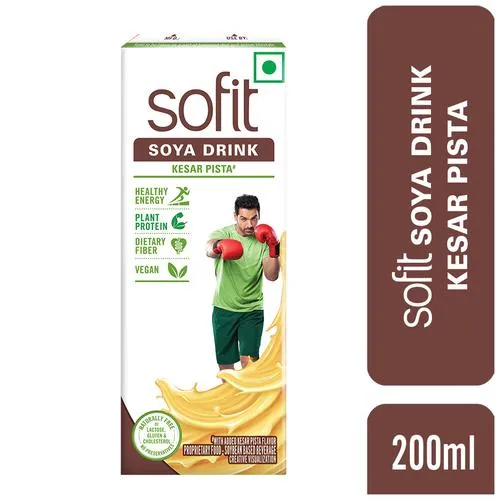 USE BY.
sofit
SOYA DRINK
KESAR PISTA#
HEALTHY
ENERGY
PLANT
PROTEIN
DIETARY
FIBER
VEGAN
NATURALLY FREE
OF LACTOSE,
GLUTEN &
CHOLESTEROL
NO PRESERVATIVES
#WITH ADDED KESAR PISTA FLAVOR
PROPRIETARY FOOD - SOYBEAN BASED BEVERAGE
CREATIVE VISUALIZATION
sofit SOYA DRINK
KESAR PISTA
200ml